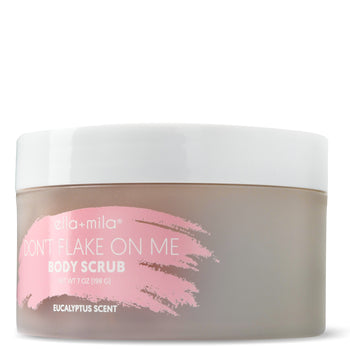 ella+mila®
DON'T FLAKE ON ME
BODY SCRUB
NET WT 7 OZ (198 G)
EUCALYPTUS SCENT